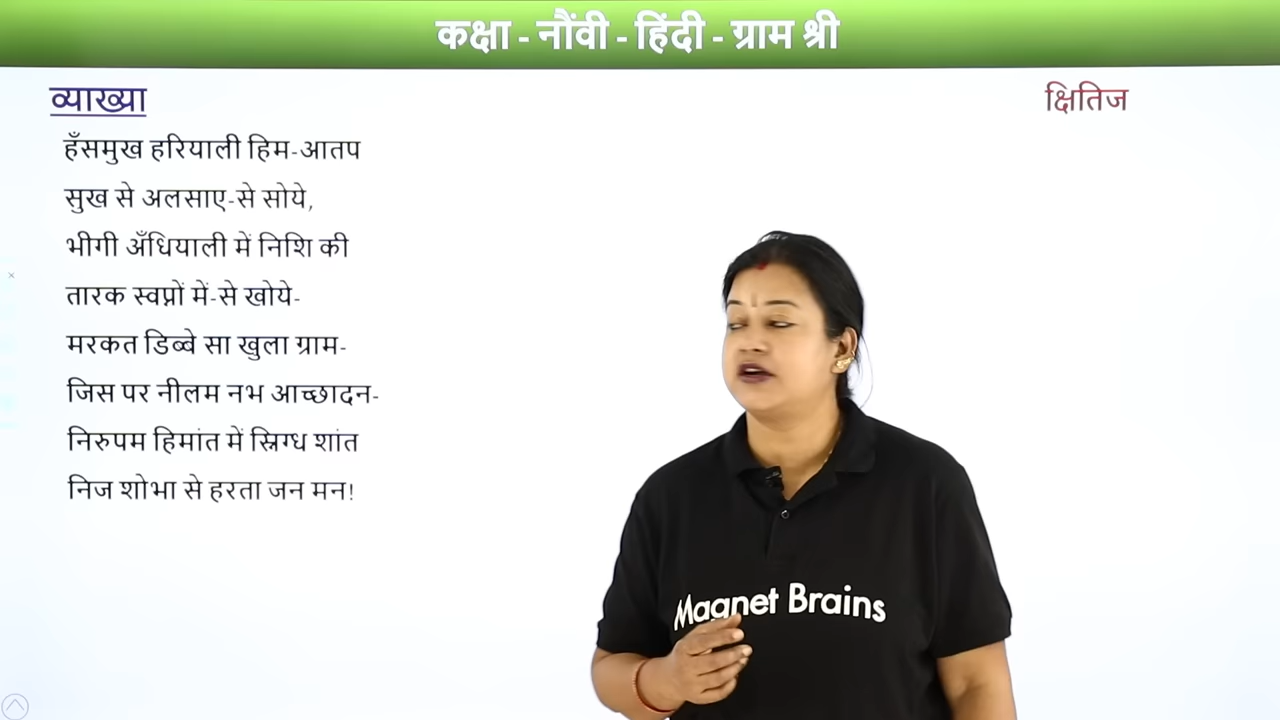 कक्षा - नौंवी - हिंदी - ग्राम श्री
व्याख्या
क्षितिज
हँसमुख हरियाली हिम-आतप
सुख से अलसाए-से सोये,
भीगी अँधियाली में निशि की
तारक स्वप्नों में-से खोये-
मरकत डिब्बे सा खुला ग्राम-
जिस पर नीलम नभ आच्छादन-
निरुपम हिमांत में स्निग्ध शांत
निज शोभा से हरता जन मन!
Magnet Brains